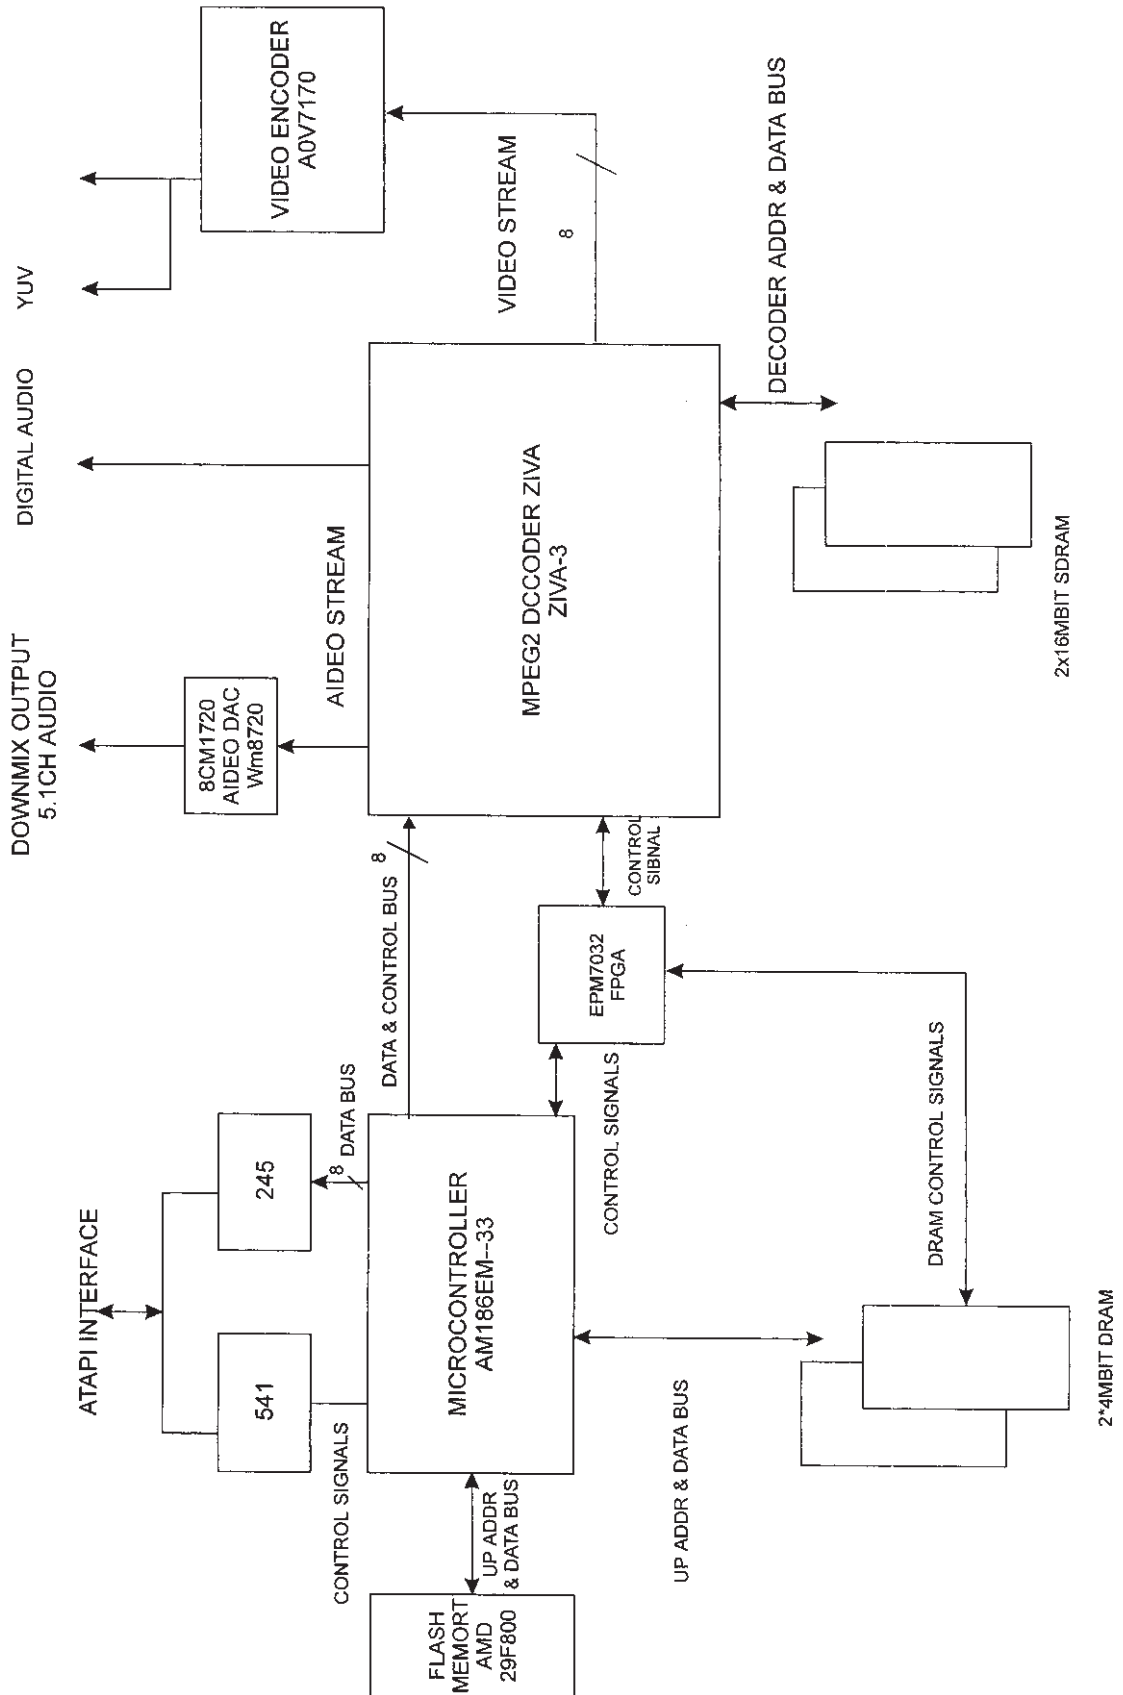 DOWNMIX OUTPUT
5.1CH AUDIO
DIGITAL AUDIO
YUV
ATAPI INTERFACE
541
245
8CM1720
AIDEO DAC
Wm8720
VIDEO ENCODER
A0V7170
CONTROL SIGNALS
8
DATA BUS
DATA & CONTROL BUS
8
AIDEO STREAM
VIDEO STREAM
8
FLASH
MEMORT
AMD
29F800
UP ADDR
& DATA BUS
MICROCONTROLLER
AM186EM--33
CONTROL SIGNALS
EPM7032
FPGA
CONTROL
SIBNAL
MPEG2 DCCODER ZIVA
ZIVA-3
DECODER ADDR & DATA BUS
UP ADDR & DATA BUS
DRAM CONTROL SIGNALS
2*4MBIT DRAM
2x16MBIT SDRAM